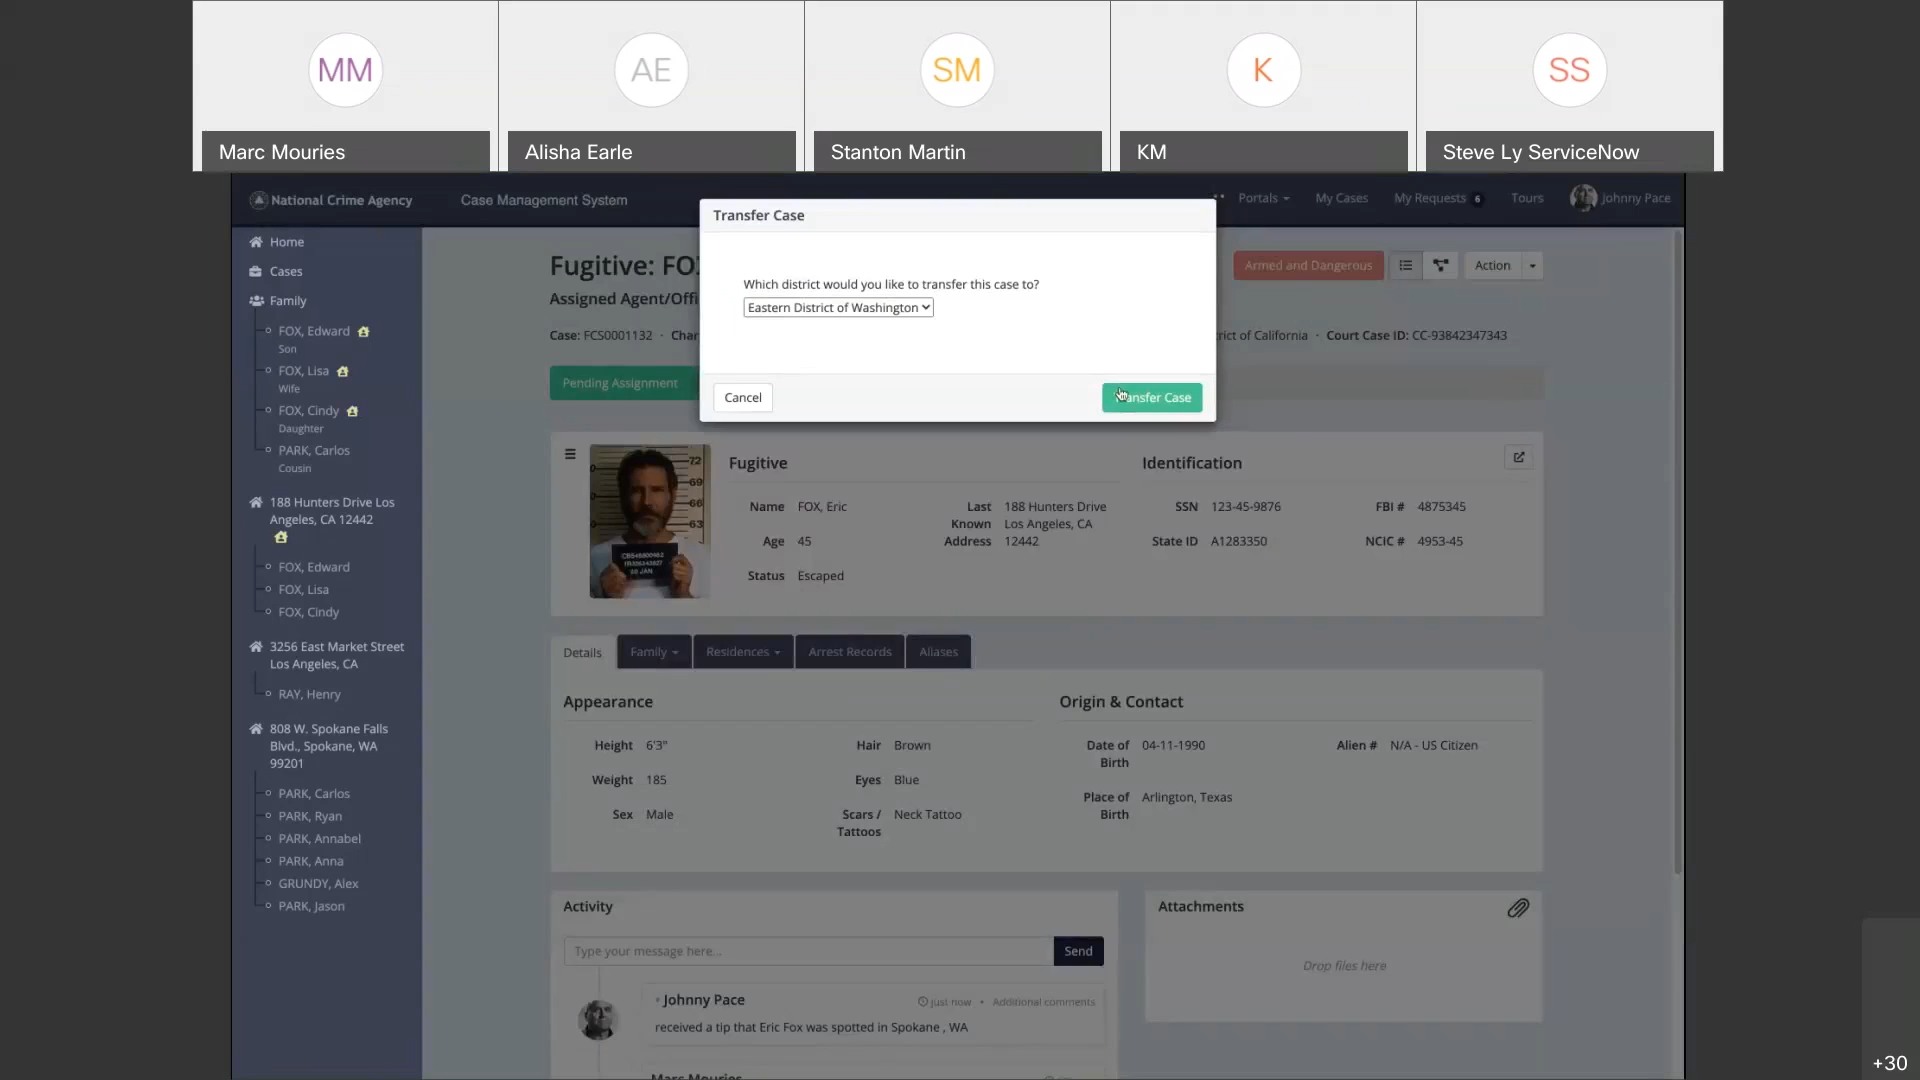 MM
AE
SM
K
SS
Marc Mouries
Alisha Earle
Stanton Martin
KM
Steve Ly ServiceNow
National Crime Agency
Case Management System
Portals
My Cases
My Requests 6
Tours
Johnny Pace
Home
Cases
Family
FOX, Edward
Son
FOX, Lisa
Wife
FOX, Cindy
Daughter
PARK, Carlos
Cousin
188 Hunters Drive Los
Angeles, CA 12442
FOX, Edward
FOX, Lisa
FOX, Cindy
3256 East Market Street
Los Angeles, CA
RAY, Henry
808 W. Spokane Falls
Blvd., Spokane, WA
99201
PARK, Carlos
PARK, Ryan
PARK, Annabel
PARK, Anna
GRUNDY, Alex
PARK, Jason
Transfer Case
Which district would you like to transfer this case to?
Eastern District of Washington
Cancel
Transfer Case
Fugitive: FO
Armed and Dangerous
Action
Assigned Agent/Offi
Case: FCS0001132 · Char
rict of California · Court Case ID: CC-93842347343
Pending Assignment
72
69
66
63
Fugitive
Name FOX, Eric
Age 45
Status Escaped
Last Known Address
188 Hunters Drive
Los Angeles, CA
12442
Identification
SSN 123-45-9876
FBI # 4875345
State ID A1283350
NCIC # 4953-45
Details
Family
Residences
Arrest Records
Aliases
Appearance
Height 6'3"
Hair Brown
Weight 185
Eyes Blue
Sex Male
Scars / Tattoos Neck Tattoo
Origin & Contact
Date of Birth 04-11-1990
Alien # N/A - US Citizen
Place of Birth Arlington, Texas
Activity
Type your message here...
Send
Johnny Pace
just now • Additional comments
received a tip that Eric Fox was spotted in Spokane , WA
Marc Mouries
Attachments
Drop files here
+30